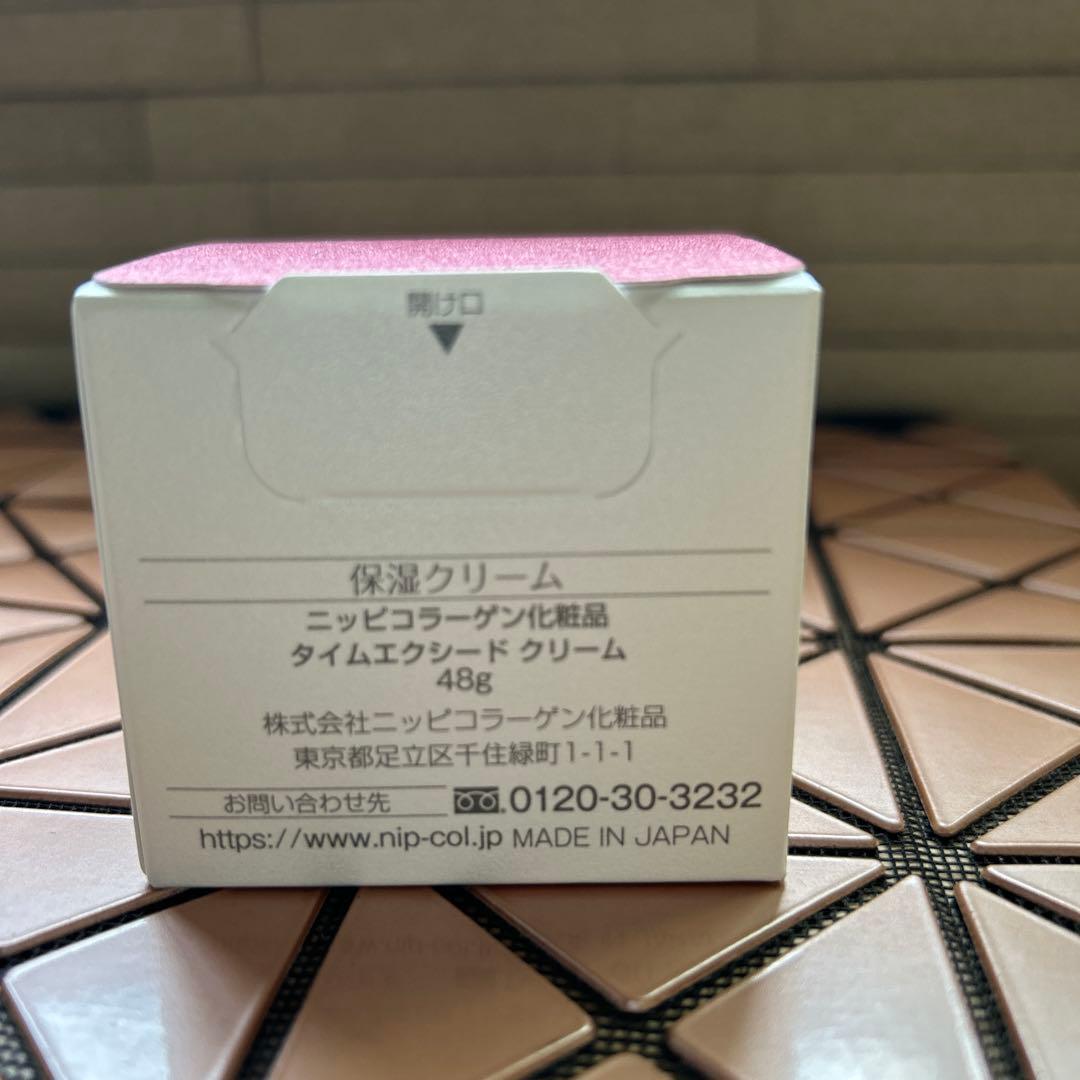 開け口
▼
保湿クリーム
ニッピコラーゲン化粧品
タイムエクシード クリーム
48g
株式会社ニッピコラーゲン化粧品
東京都足立区千住緑町1-1-1
お問い合わせ先 0120-30-3232
https://www.nip-col.jp MADE IN JAPAN